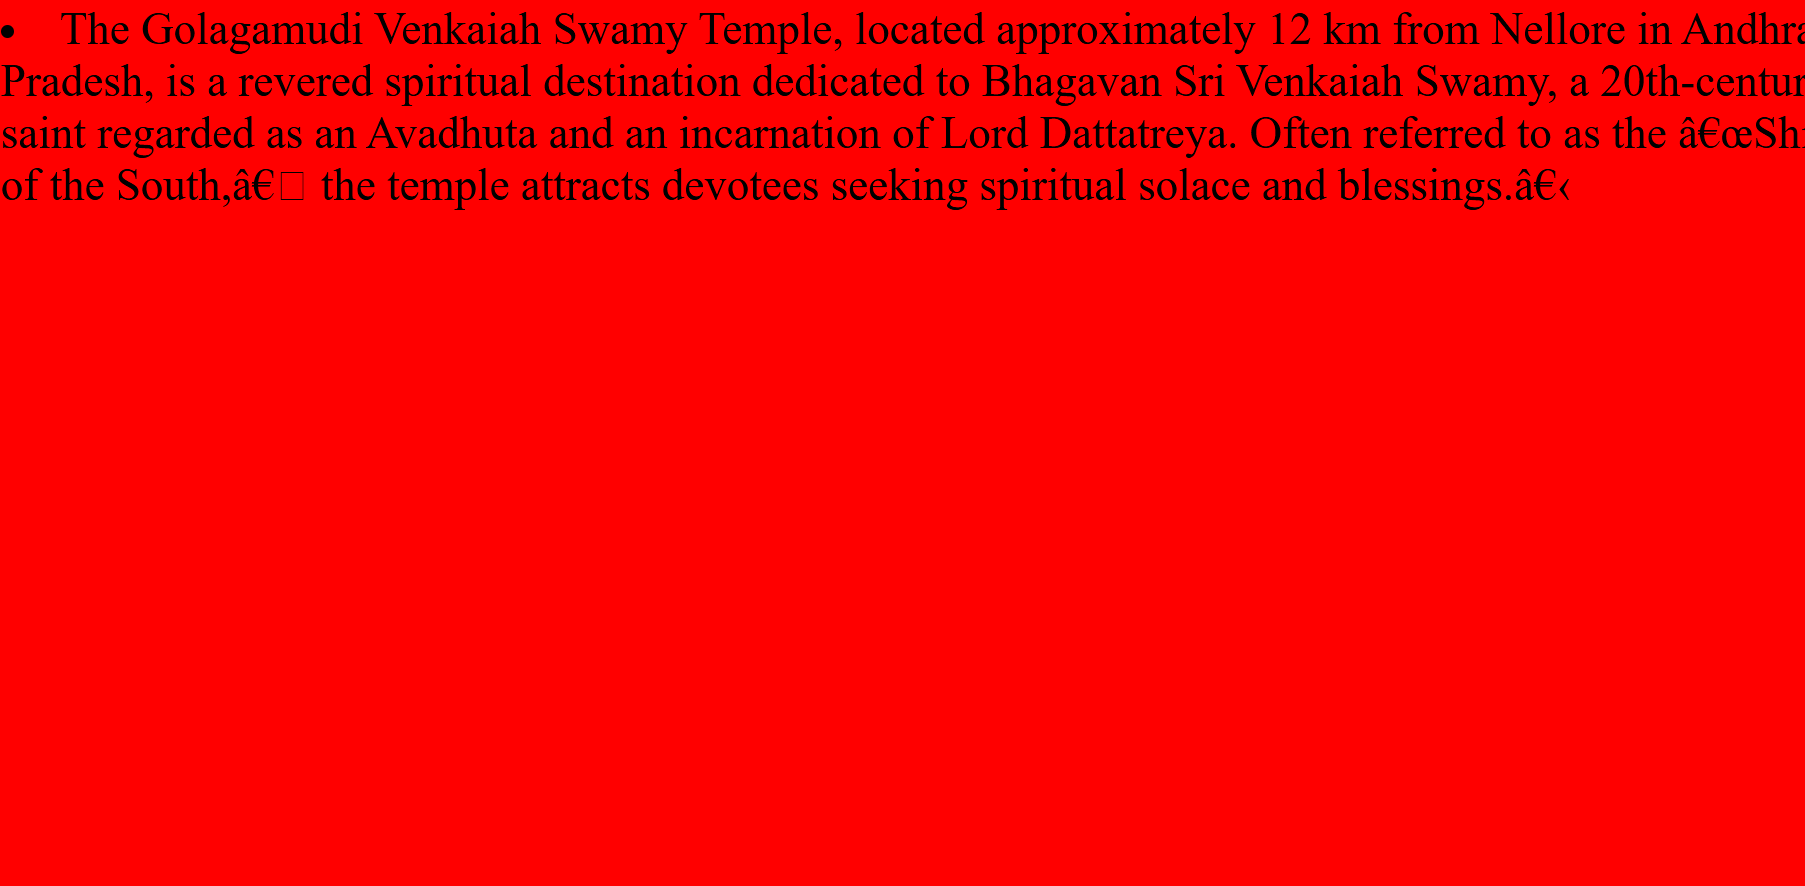 • The Golagamudi Venkaiah Swamy Temple, located approximately 12 km from Nellore in Andhra
Pradesh, is a revered spiritual destination dedicated to Bhagavan Sri Venkaiah Swamy, a 20th-centur
saint regarded as an Avadhuta and an incarnation of Lord Dattatreya. Often referred to as the â€œSh
of the South,â€□ the temple attracts devotees seeking spiritual solace and blessings.â€‹